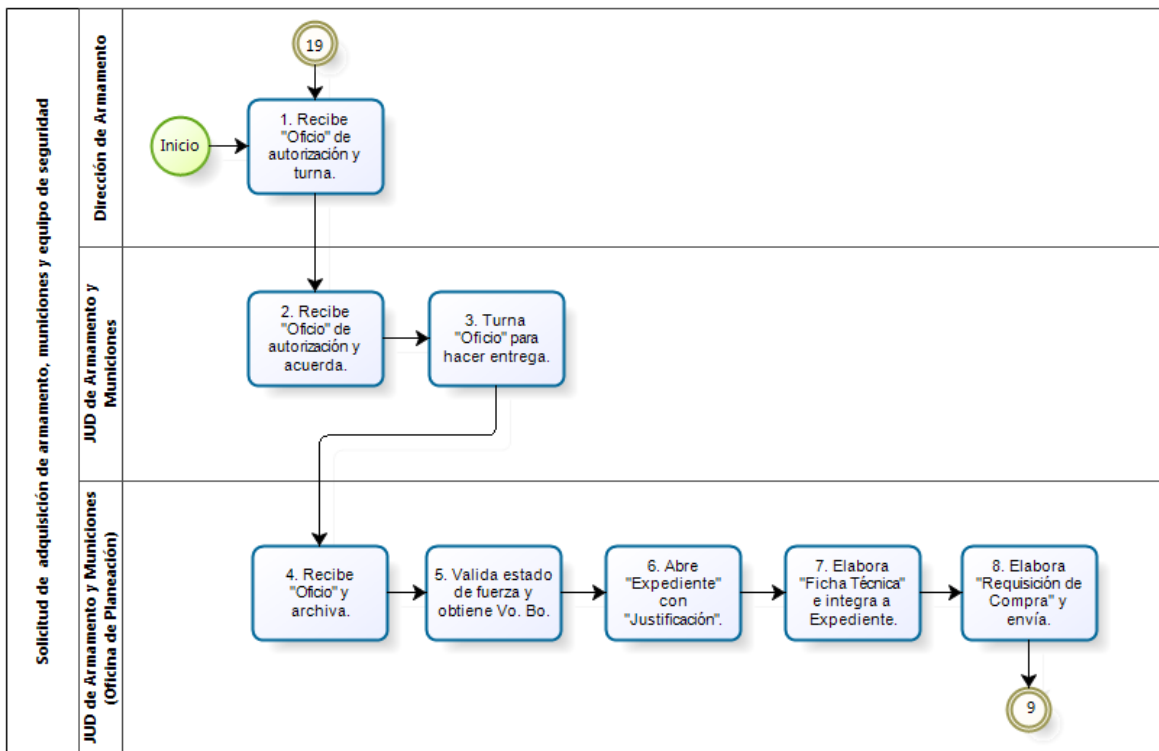 Solicitud de adquisición de armamento, municiones y equipo de seguridad
Dirección de Armamento
19
Inicio
1. Recibe
"Oficio" de
autorización y
turna.
JUD de Armamento y
Municiones
2. Recibe
"Oficio" de
autorización y
acuerda.
3. Turna
"Oficio" para
hacer entrega.
JUD de Armamento y Municiones
(Oficina de Planeación)
4. Recibe
"Oficio" y
archiva.
5. Valida estado
de fuerza y
obtiene Vo. Bo.
6. Abre
"Expediente"
con
"Justificación".
7. Elabora
"Ficha Técnica"
e integra a
Expediente.
8. Elabora
"Requisición de
Compra" y
envía.
9